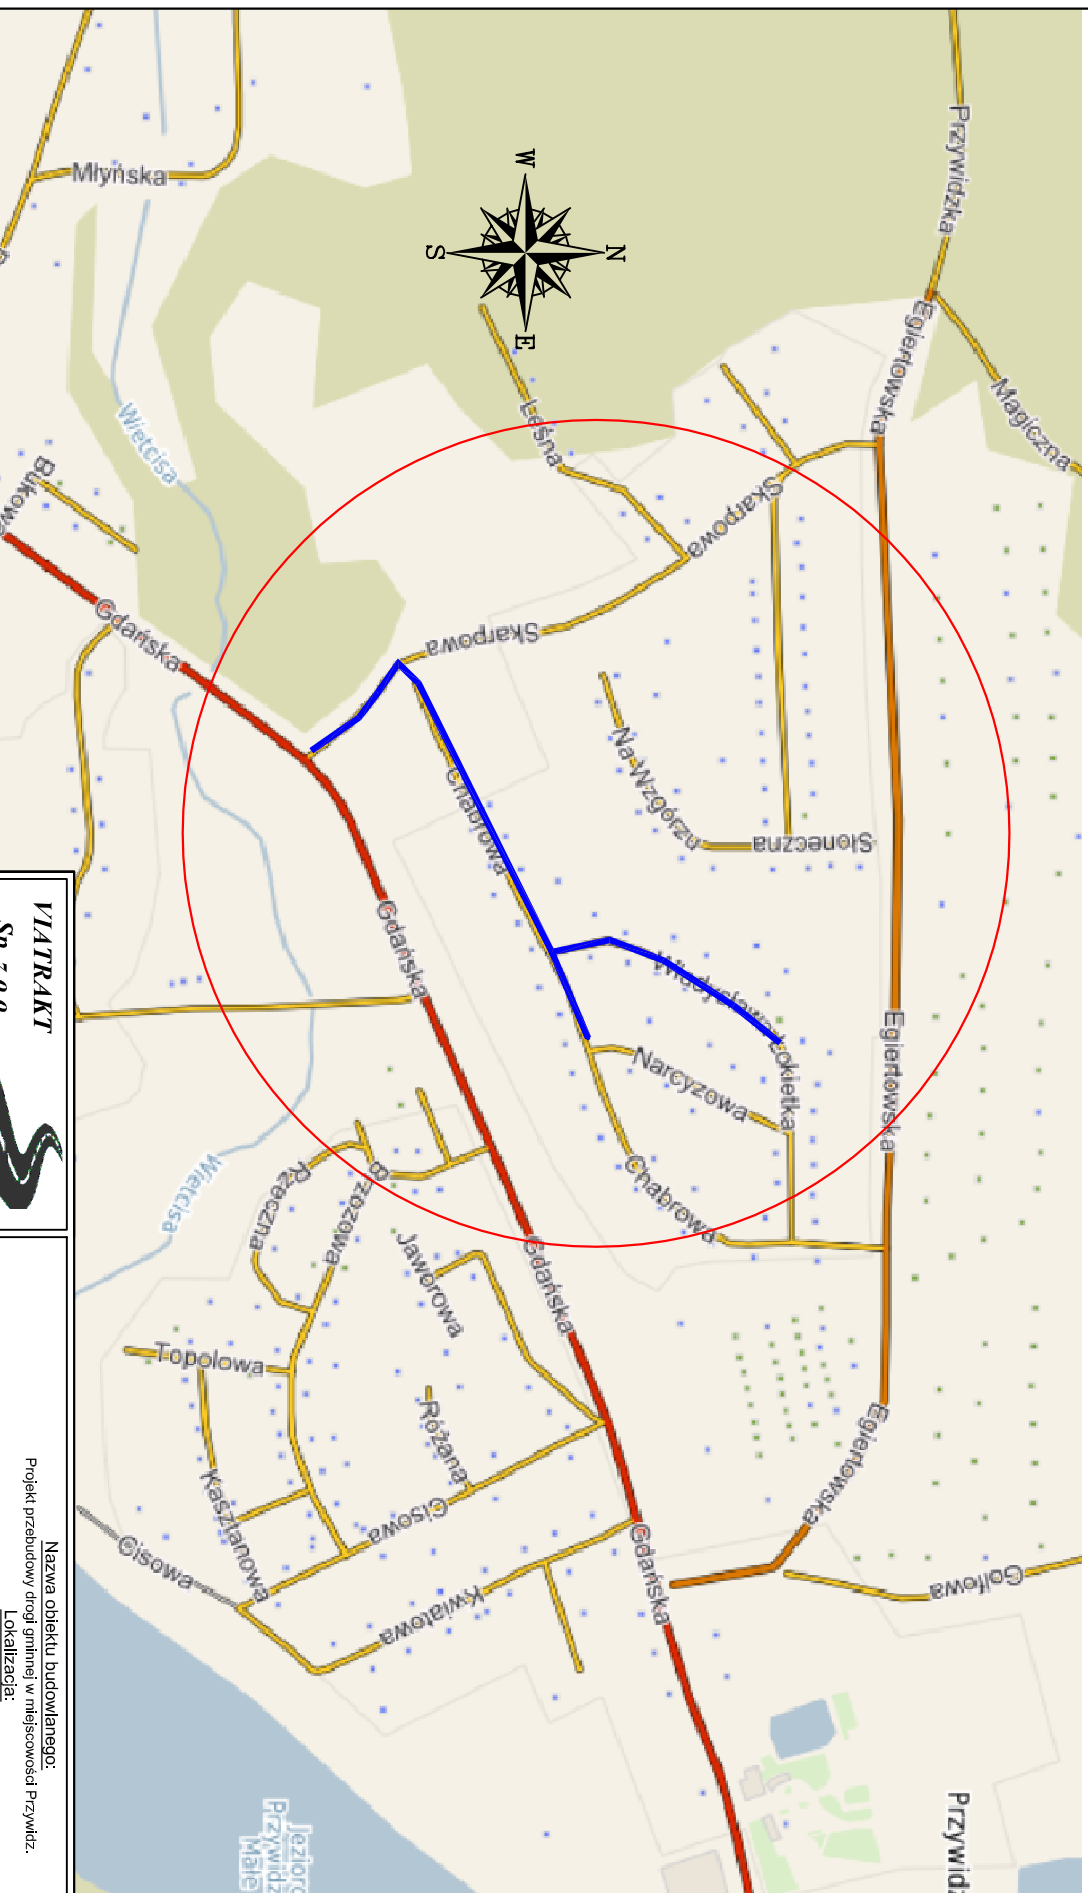 Przywidzka
Egiertowska
Magiczna
Młyńska
W
N
S
E
Leśna
Skarpowa
Wietcisa
Gdańska
Skarpowa
Chabrowa
Na Wzgórzu
Słoneczna
Władysława Łokietka
Narcyzowa
Egiertowska
Chabrowa
Gdańska
Wietcisa
Rzeczna
Jaworowa
Gdańska
Topolowa
Różana
Kasztanowa
Cisowa
Cisowa
Kwiatowa
Gdańska
Egiertowska
Golfowa
VIATRAKT
Sp. z o.o.
Nazwa obiektu budowlanego:
Projekt przebudowy drogi gminnej w miejscowości Przywidz.
Lokalizacja: